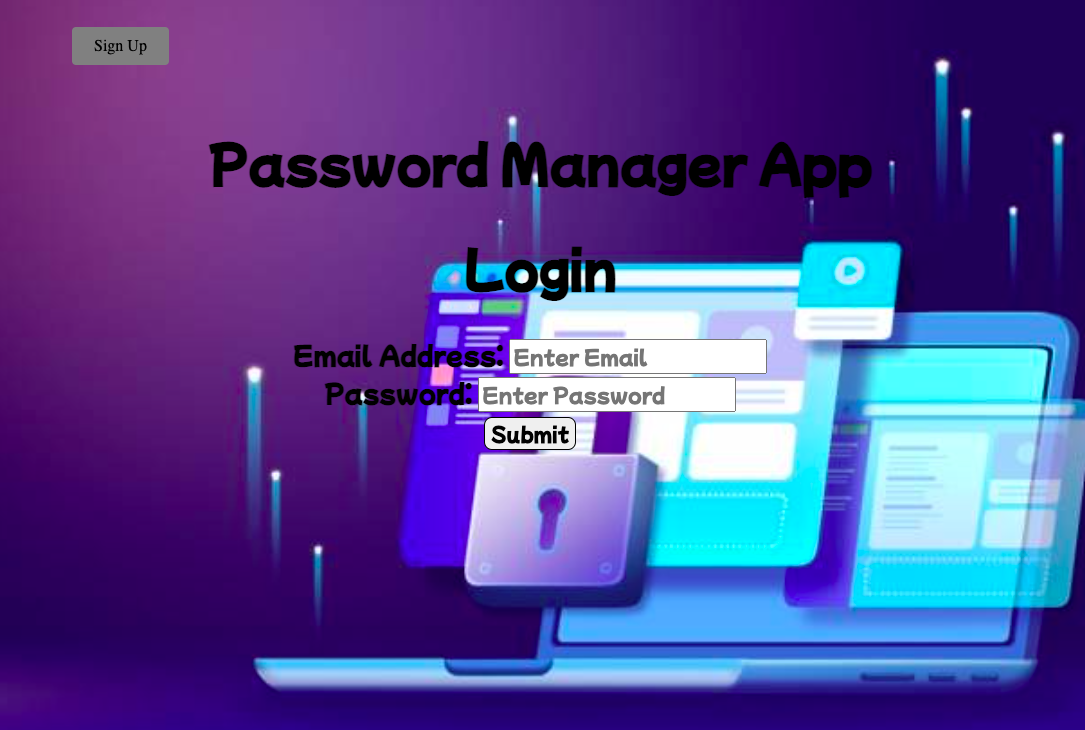 Sign Up
Password Manager App
Login
Email Address: Enter Email
Password: Enter Password
Submit